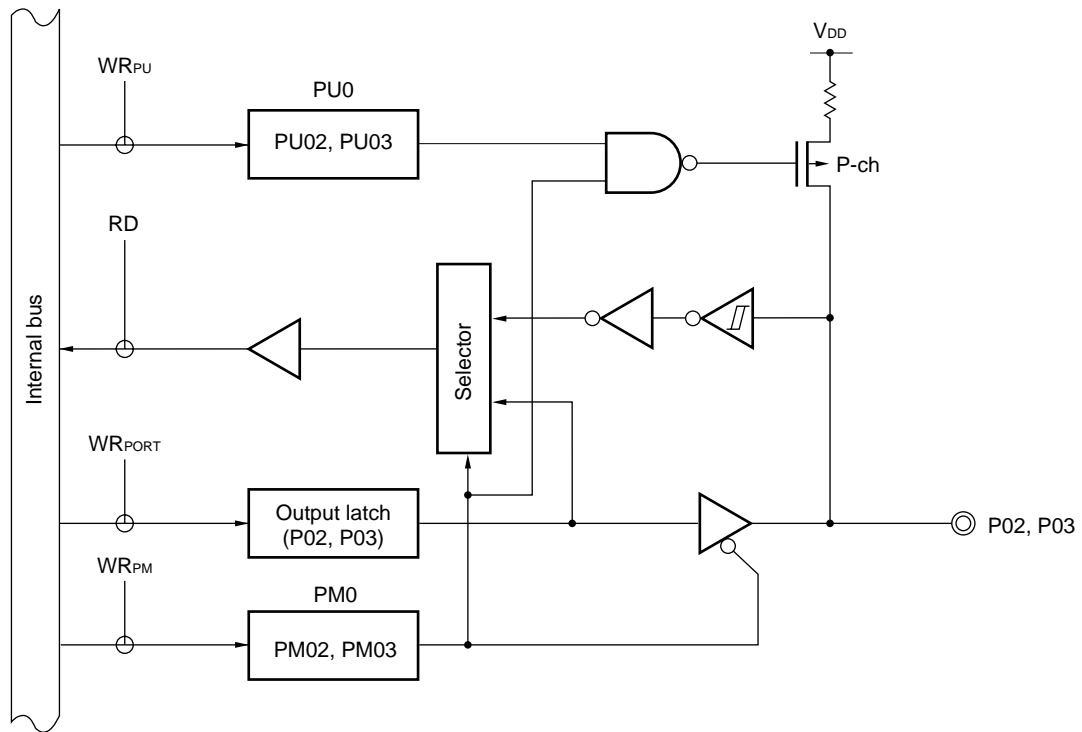 VDD
WRPU
PU0
PU02, PU03
P-ch
RD
Internal bus
Selector
WRPORT
Output latch
(P02, P03)
P02, P03
WRPM
PM0
PM02, PM03